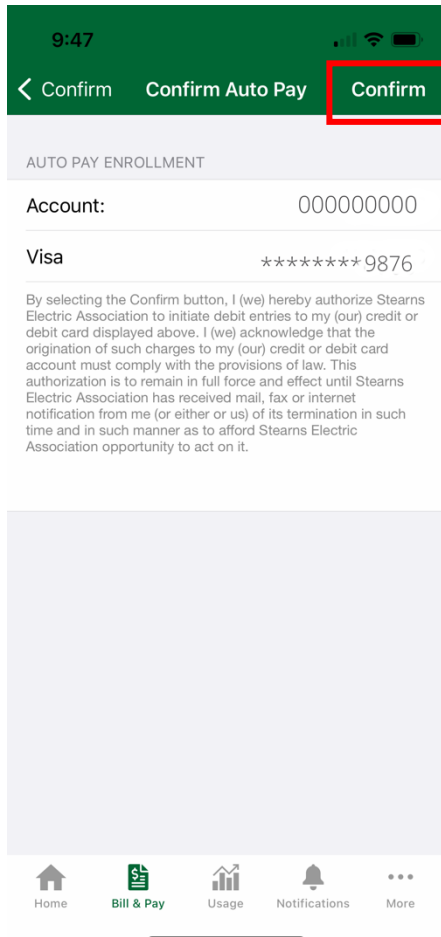 9:47
Confirm Confirm Auto Pay Confirm
AUTO PAY ENROLLMENT
Account: 000000000
Visa ********9876
By selecting the Confirm button, I (we) hereby authorize Stearns
Electric Association to initiate debit entries to my (our) credit or
debit card displayed above. I (we) acknowledge that the
origination of such charges to my (our) credit or debit card
account must comply with the provisions of law. This
authorization is to remain in full force and effect until Stearns
Electric Association has received mail, fax or internet
notification from me (or either or us) of its termination in such
time and in such manner as to afford Stearns Electric
Association opportunity to act on it.
Home Bill & Pay Usage Notifications More